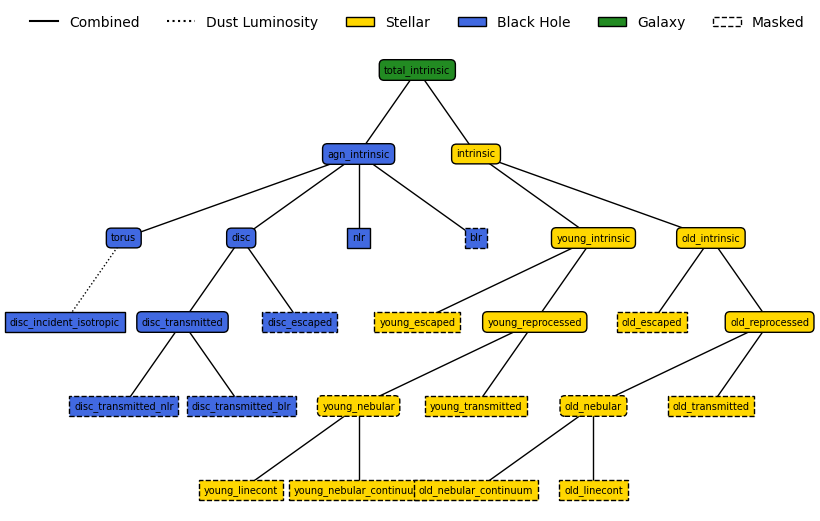 Combined Dust Luminosity Stellar Black Hole Galaxy Masked
total_intrinsic
agn_intrinsic intrinsic
torus disc nlr blr young_intrinsic old_intrinsic
disc_incident_isotropic disc_transmitted disc_escaped young_escaped young_reprocessed old_escaped old_reprocessed
disc_transmitted_nlr disc_transmitted_blr young_nebular young_transmitted old_nebular old_transmitted
young_linecont young_nebular_continuu old_nebular_continuum old_linecont